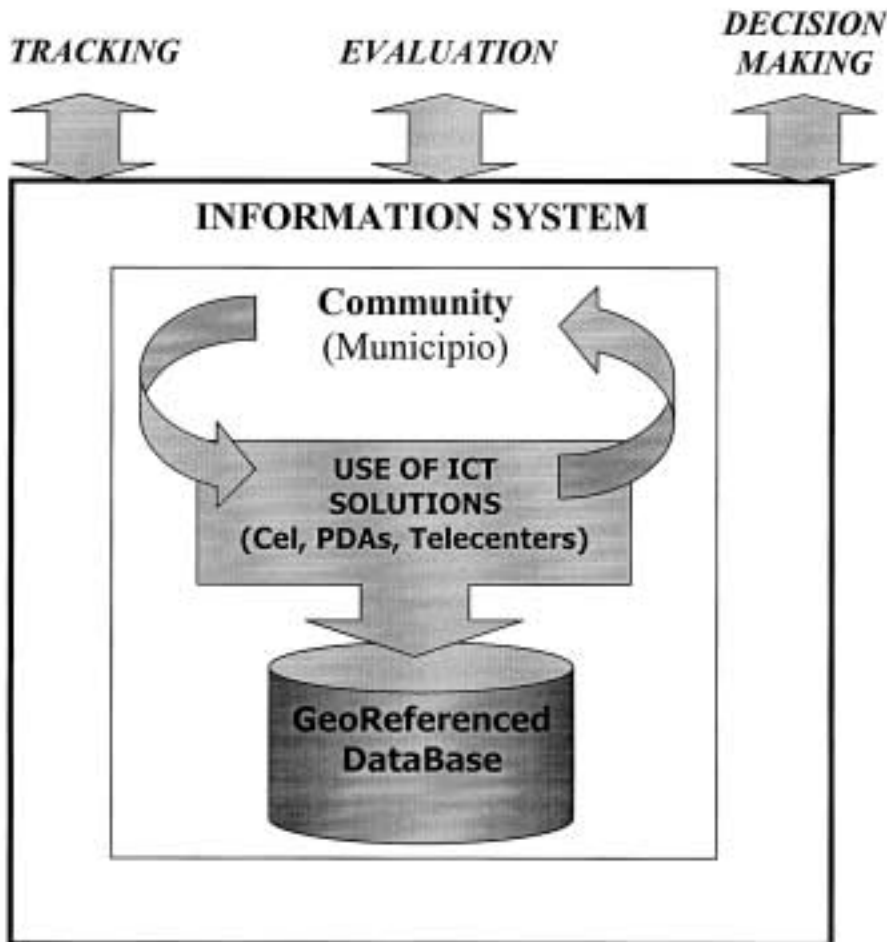 TRACKING
EVALUATION
DECISION
MAKING
INFORMATION SYSTEM
Community
(Municipio)
USE OF ICT
SOLUTIONS
(Cel, PDAs, Telecenters)
GeoReferenced
DataBase